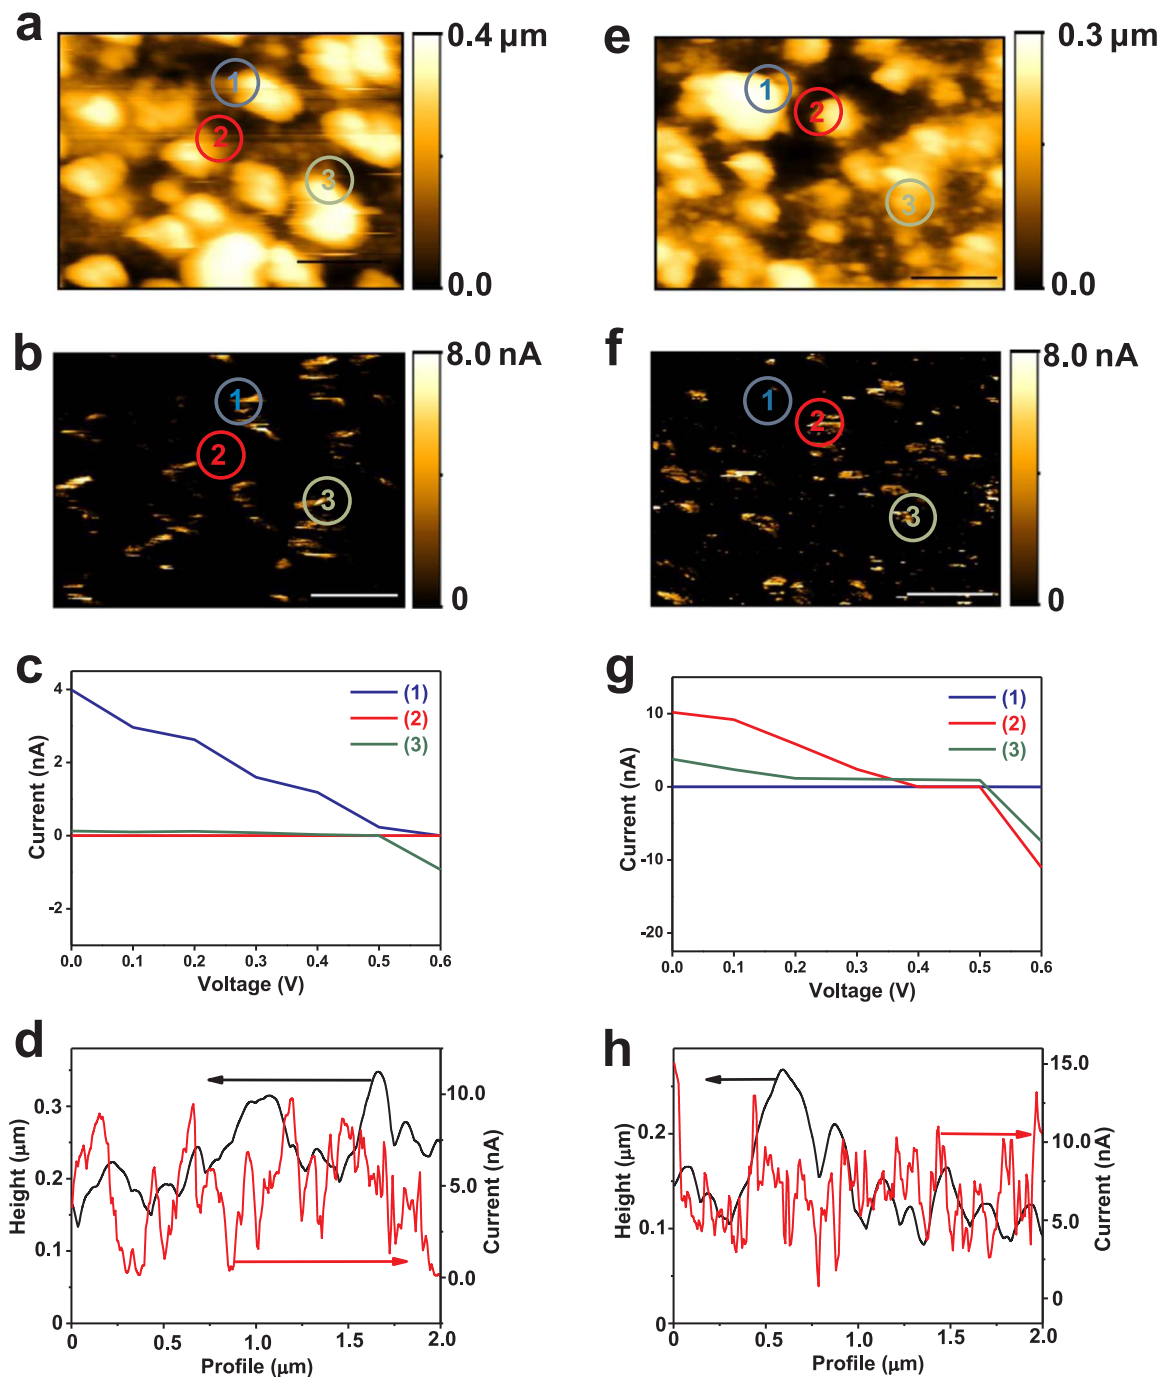 a
0.4 µm
1
2
3
0.0
e
0.3 µm
1
2
3
0.0
b
8.0 nA
1
2
3
0
f
8.0 nA
1
2
3
0
c
4
2
0
-2
Current (nA)
(1)
(2)
(3)
0.0 0.1 0.2 0.3 0.4 0.5 0.6
Voltage (V)
g
10
0
-10
-20
Current (nA)
(1)
(2)
(3)
0.0 0.1 0.2 0.3 0.4 0.5 0.6
Voltage (V)
d
0.3
0.2
0.1
0
Height (µm)
10.0
5.0
0.0
Current (nA)
0 0.5 1.0 1.5 2.0
Profile (µm)
h
0.2
0.1
0
Height (µm)
15.0
10.0
5.0
0
Current (nA)
0 0.5 1.0 1.5 2.0
Profile (µm)